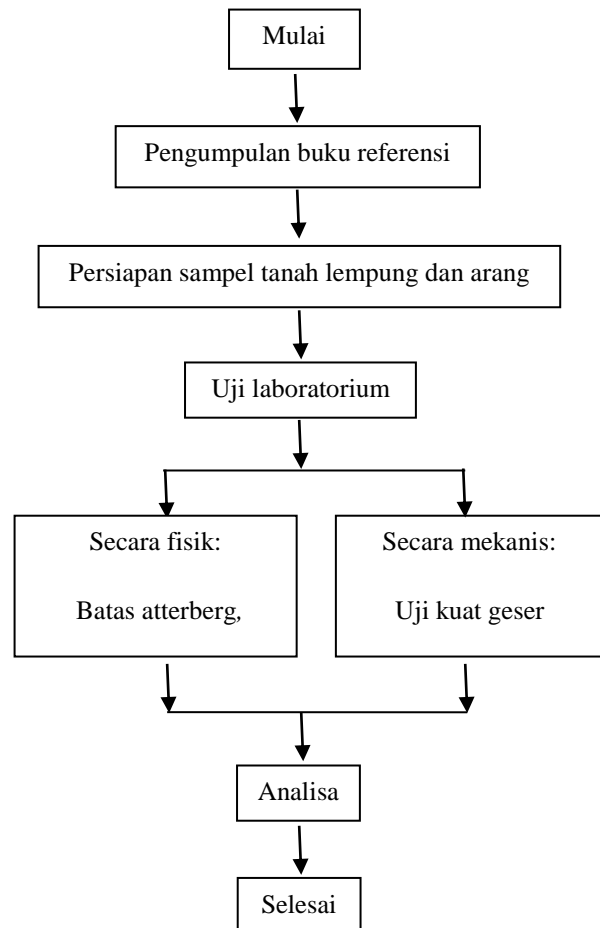 Mulai
Pengumpulan buku referensi
Persiapan sampel tanah lempung dan arang
Uji laboratorium
Secara fisik:
Batas atterberg,
Secara mekanis:
Uji kuat geser
Analisa
Selesai